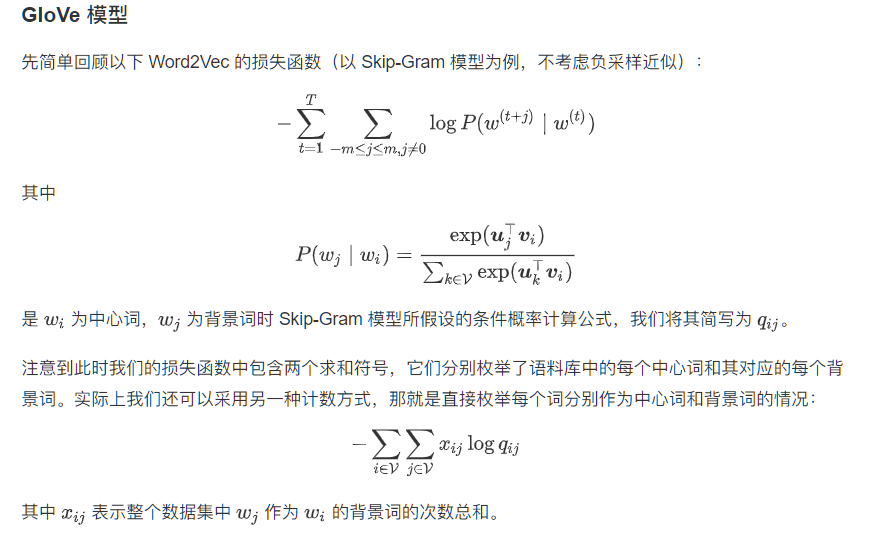 GloVe 模型
先简单回顾以下 Word2Vec 的损失函数（以 Skip-Gram 模型为例，不考虑负采样近似）：
$$-\sum_{t=1}^{T} \sum_{-m \leq j \leq m, j \neq 0} \log P(w^{(t+j)} \mid w^{(t)})$$
其中
$$P(w_j \mid w_i) = \frac{\exp(\boldsymbol{u}_j^\top \boldsymbol{v}_i)}{\sum_{k \in \mathcal{V}} \exp(\boldsymbol{u}_k^\top \boldsymbol{v}_i)}$$
是 $w_i$ 为中心词，$w_j$ 为背景词时 Skip-Gram 模型所假设的条件概率计算公式，我们将其简写为 $q_{ij}$。
注意到此时我们的损失函数中包含两个求和符号，它们分别枚举了语料库中的每个中心词和其对应的每个背
景词。实际上我们还可以采用另一种计数方式，那就是直接枚举每个词分别作为中心词和背景词的情况：
$$-\sum_{i \in \mathcal{V}} \sum_{j \in \mathcal{V}} x_{ij} \log q_{ij}$$
其中 $x_{ij}$ 表示整个数据集中 $w_j$ 作为 $w_i$ 的背景词的次数总和。